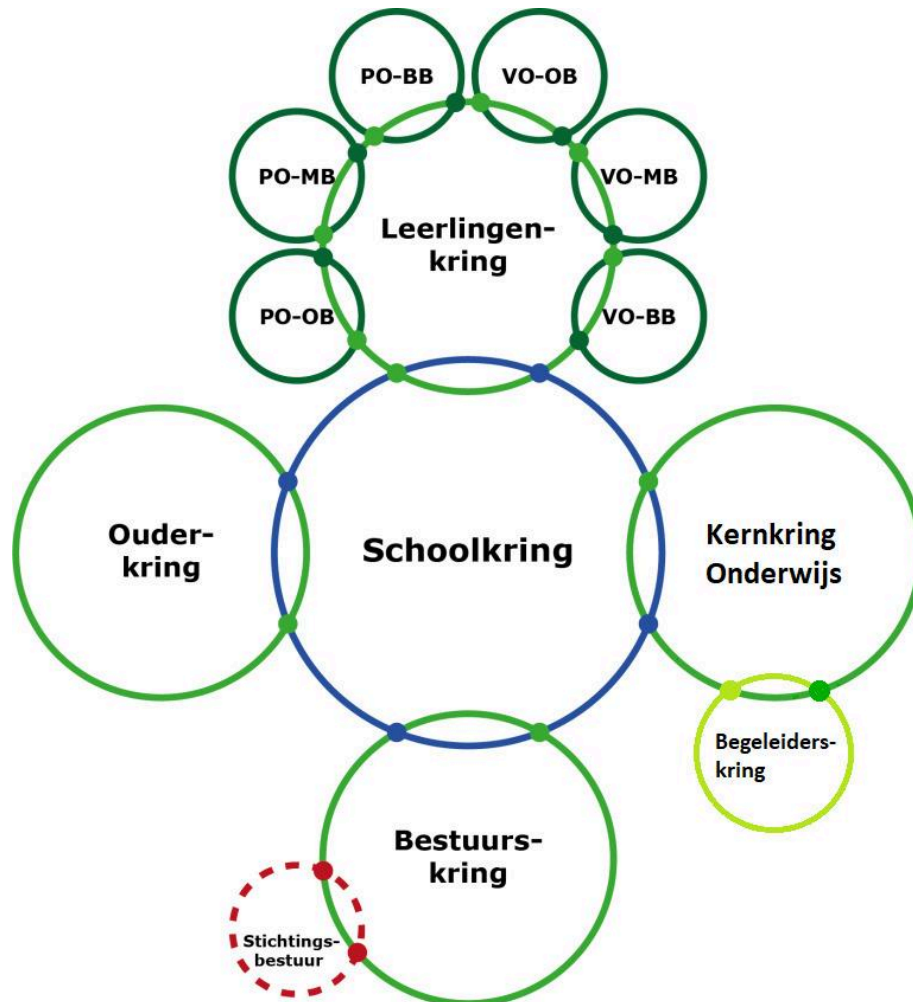 PO-BB
VO-OB
PO-MB
VO-MB
Leerlingen-
kring
PO-OB
VO-BB
Ouder-
kring
Schoolkring
Kernkring
Onderwijs
Begeleiders-
kring
Bestuurs-
kring
Stichtings-
bestuur